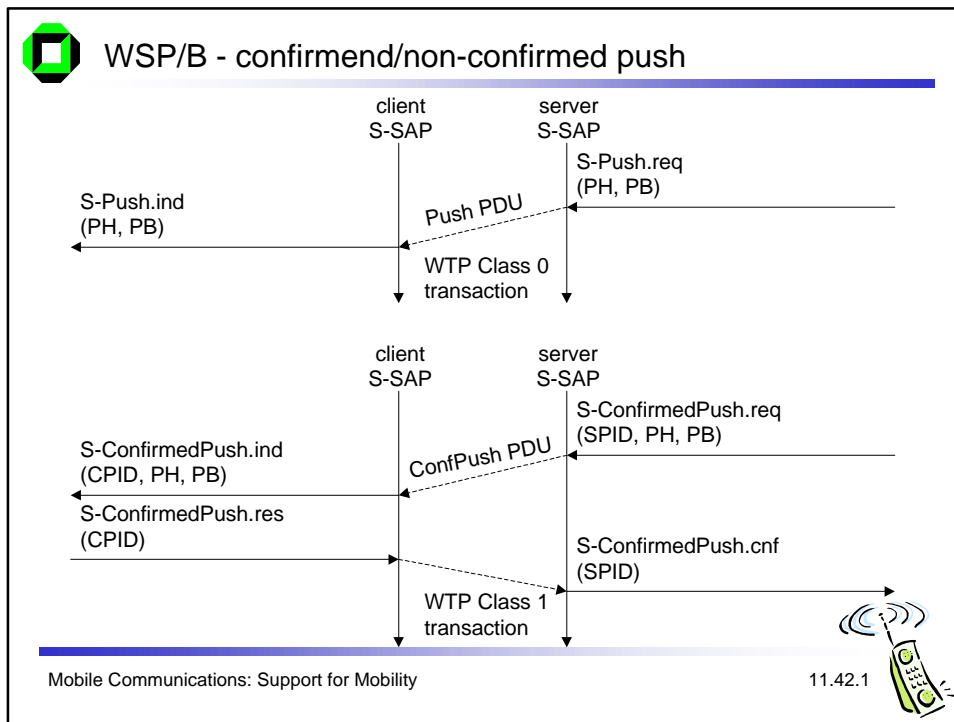 WSP/B - confirmend/non-confirmed push
client
S-SAP
server
S-SAP
S-Push.req
(PH, PB)
S-Push.ind
(PH, PB)
Push PDU
WTP Class 0
transaction
client
S-SAP
server
S-SAP
S-ConfirmedPush.req
(SPID, PH, PB)
S-ConfirmedPush.ind
(CPID, PH, PB)
ConfPush PDU
S-ConfirmedPush.res
(CPID)
S-ConfirmedPush.cnf
(SPID)
WTP Class 1
transaction
Mobile Communications: Support for Mobility
11.42.1